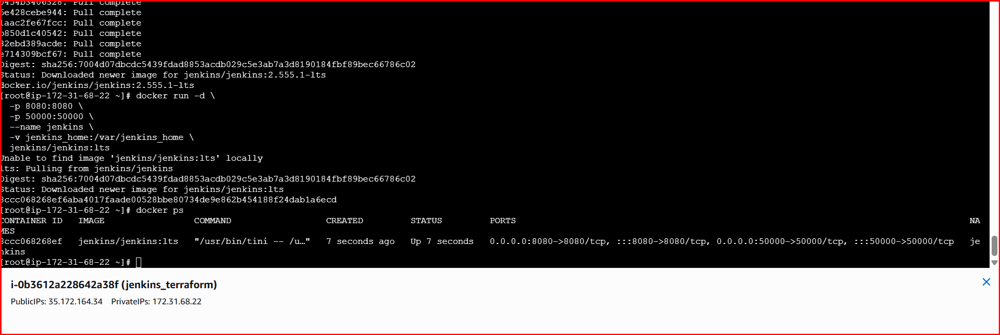 0454b3406328: Pull complete
6e428cebe944: Pull complete
1aac2fe67fcc: Pull complete
b850d1c40542: Pull complete
32ebd389acde: Pull complete
e714309bcf67: Pull complete
Digest: sha256:7004d07dbcdc5439fdad8853acdb029c5e3ab7a3d8190184fbf89bec66786c02
Status: Downloaded newer image for jenkins/jenkins:2.555.1-lts
docker.io/jenkins/jenkins:2.555.1-lts
[root@ip-172-31-68-22 ~]# docker run -d \
-p 8080:8080 \
-p 50000:50000 \
--name jenkins \
-v jenkins_home:/var/jenkins_home \
jenkins/jenkins:lts
Unable to find image 'jenkins/jenkins:lts' locally
lts: Pulling from jenkins/jenkins
Digest: sha256:7004d07dbcdc5439fdad8853acdb029c5e3ab7a3d8190184fbf89bec66786c02
Status: Downloaded newer image for jenkins/jenkins:lts
3ccc068268ef6aba4017faade00528bbe80734de9e862b454188f24dab1a6ecd
[root@ip-172-31-68-22 ~]# docker ps
CONTAINER ID   IMAGE                 COMMAND                  CREATED         STATUS         PORTS                                                                                      NA
MES
3ccc068268ef   jenkins/jenkins:lts   "/usr/bin/tini -- /u…"   7 seconds ago   Up 7 seconds   0.0.0.0:8080->8080/tcp, :::8080->8080/tcp, 0.0.0.0:50000->50000/tcp, :::50000->50000/tcp   je
nkins
[root@ip-172-31-68-22 ~]#
i-0b3612a228642a38f (jenkins_terraform)
PublicIPs: 35.172.164.34 PrivateIPs: 172.31.68.22